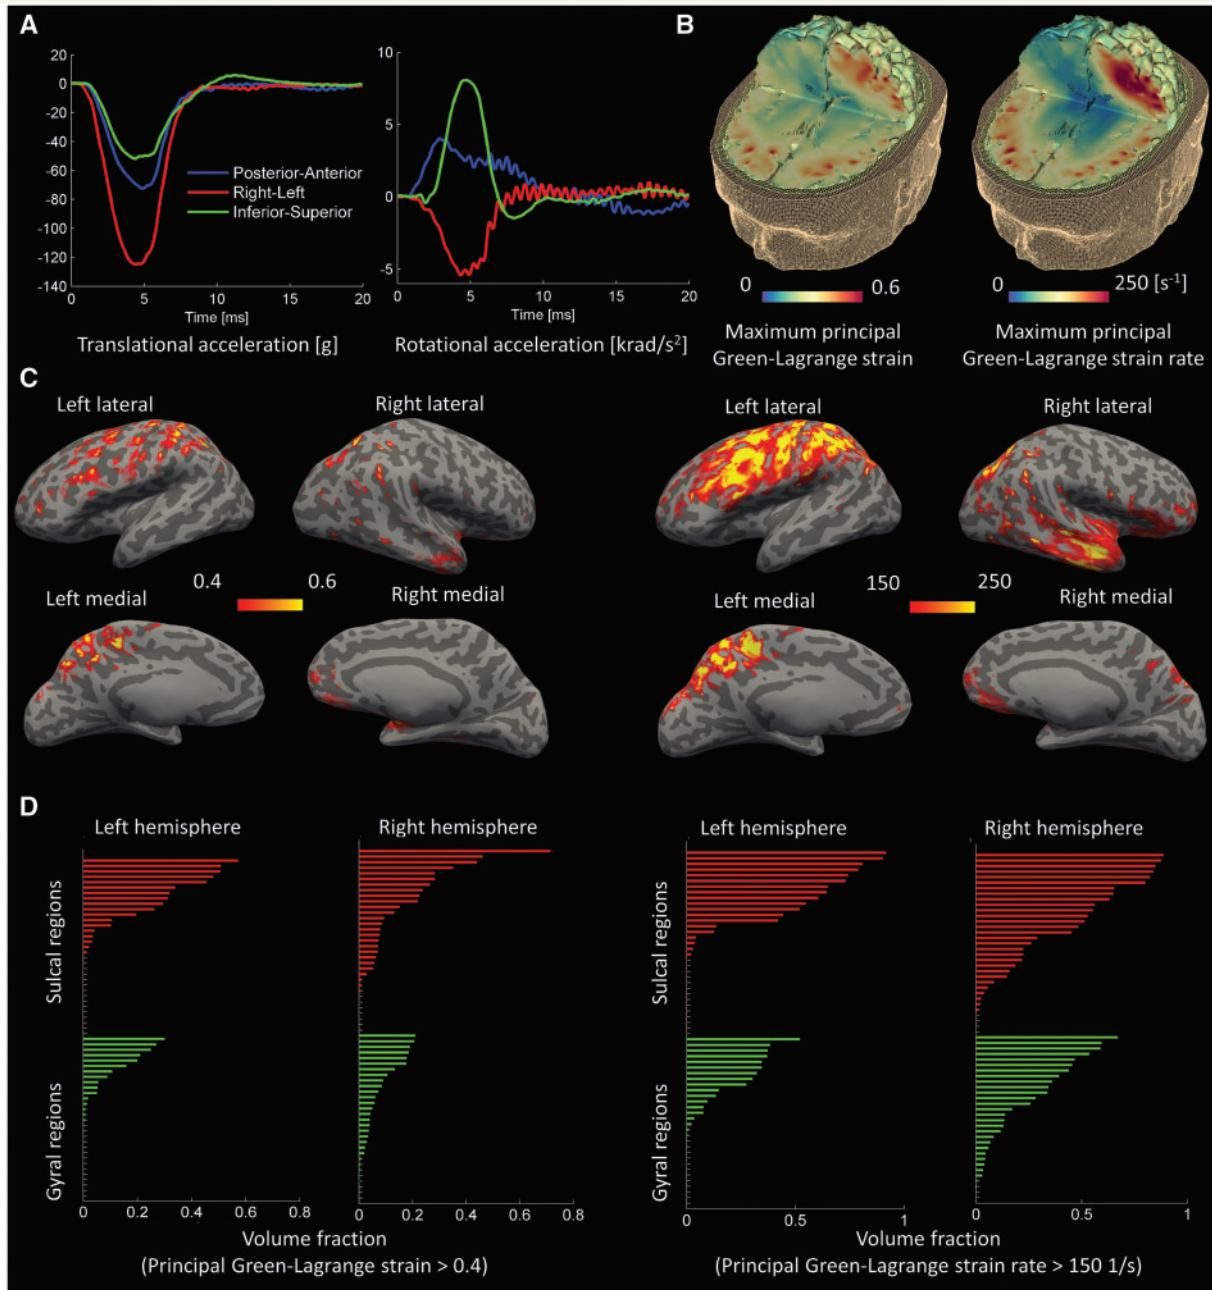 A
B
20
0
-20
-40
-60
-80
-100
-120
-140
Posterior-Anterior
Right-Left
Inferior-Superior
0 5 10 15 20
Time [ms]
Translational acceleration [g]
10
5
0
-5
0 5 10 15 20
Time [ms]
Rotational acceleration [krad/s²]
0 0.6
Maximum principal
Green-Lagrange strain
0 250 [s⁻¹]
Maximum principal
Green-Lagrange strain rate
C
Left lateral Right lateral
0.4 0.6
Left medial Right medial
Left lateral Right lateral
150 250
Left medial Right medial
D
Left hemisphere Right hemisphere
Sulcal regions
Gyral regions
0 0.2 0.4 0.6 0.8
0 0.2 0.4 0.6 0.8
Volume fraction
(Principal Green-Lagrange strain > 0.4)
Left hemisphere Right hemisphere
Sulcal regions
Gyral regions
0 0.5 1
0 0.5 1
Volume fraction
(Principal Green-Lagrange strain rate > 150 1/s)